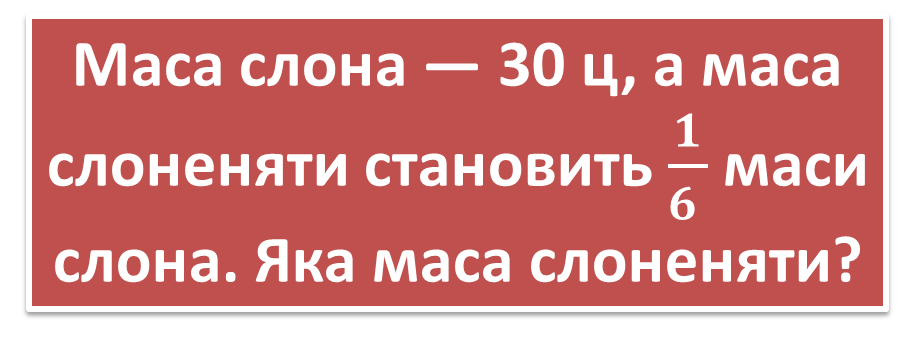 Маса слона — 30 ц, а маса
слоненяти становить 1/6 маси
слона. Яка маса слоненяти?